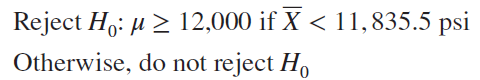 Reject H₀: μ ≥ 12,000 if X̅ < 11,835.5 psi
Otherwise, do not reject H₀